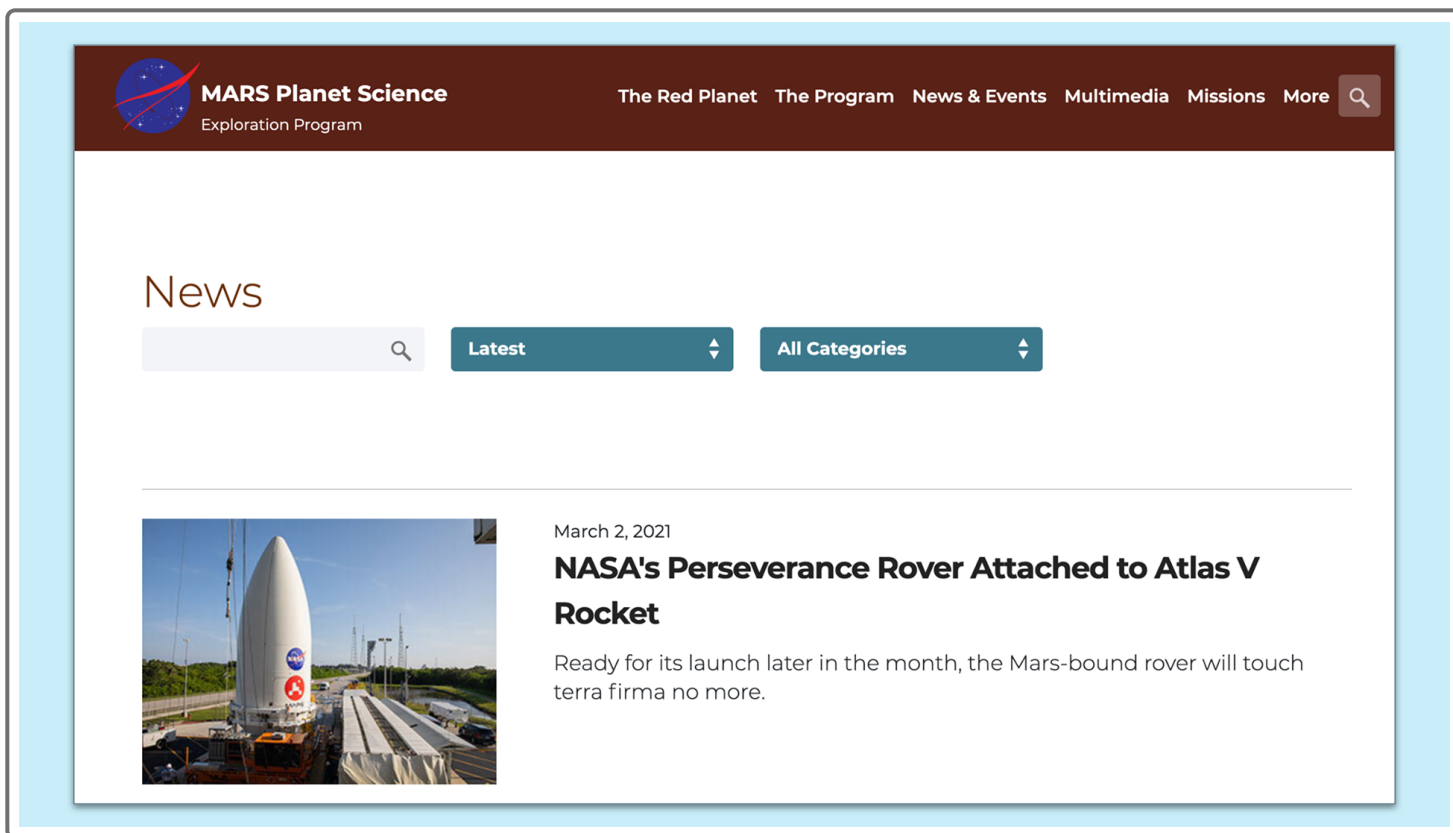 MARS Planet Science
Exploration Program
The Red Planet The Program News & Events Multimedia Missions More
News
Latest
All Categories
March 2, 2021
NASA's Perseverance Rover Attached to Atlas V
Rocket
Ready for its launch later in the month, the Mars-bound rover will touch
terra firma no more.
NASA
MARS